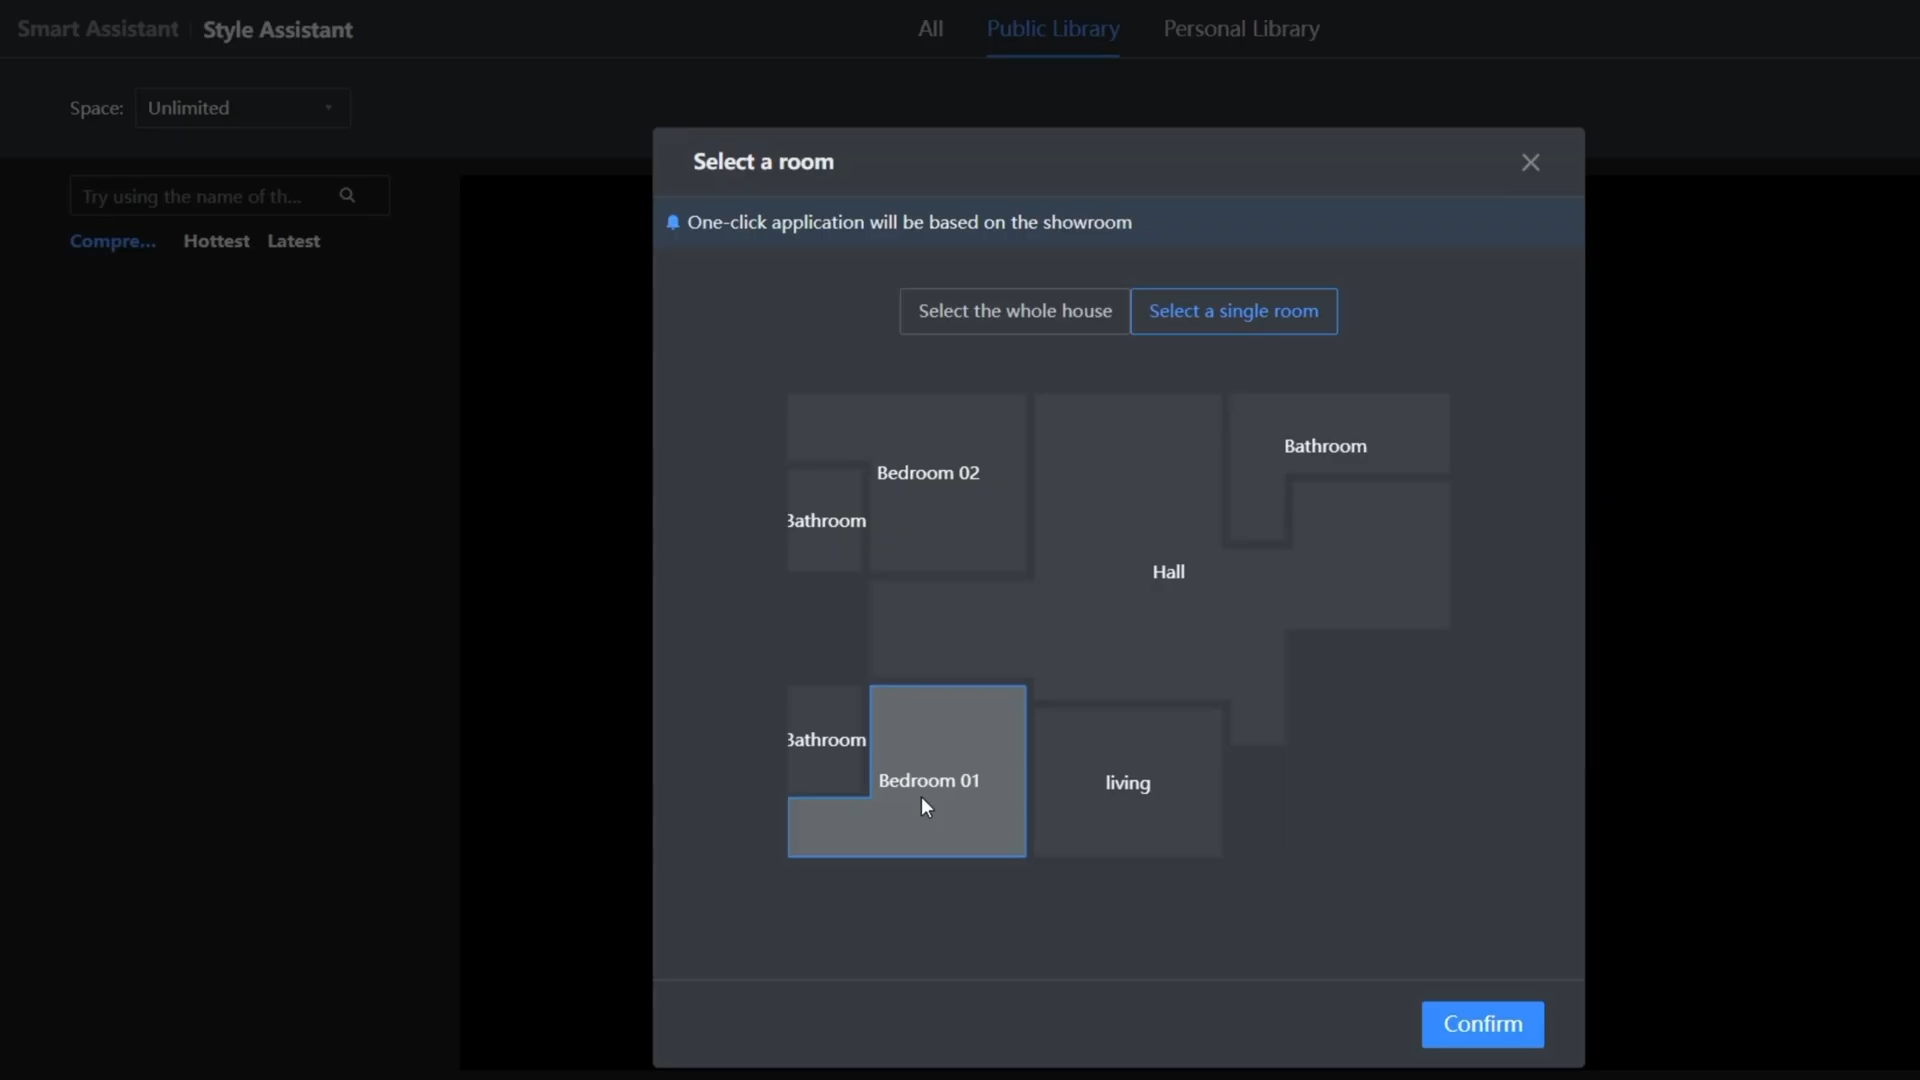 Smart Assistant | Style Assistant
All Public Library Personal Library
Space: Unlimited
Select a room
Try using the name of th...
One-click application will be based on the showroom
Compre... Hottest Latest
Select the whole house Select a single room
Bathroom
Bedroom 02
Bathroom
Hall
Bathroom
Bedroom 01
living
Confirm